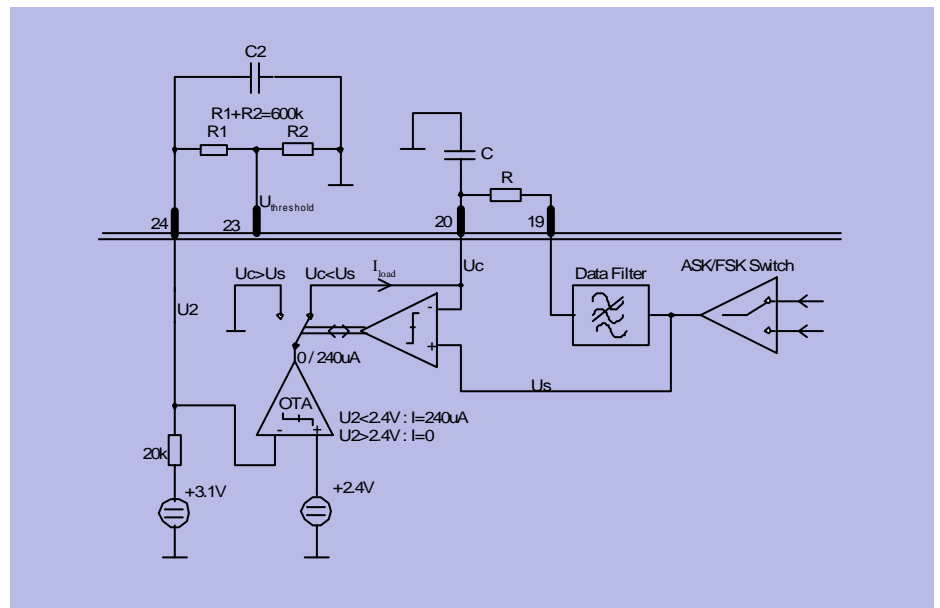 C2
R1+R2=600k
R1
R2
C
R
Uthreshold
24
23
20
19
Uc>Us
Uc<Us
Iload
Uc
Data Filter
ASK/FSK Switch
U2
-
+
0 / 240uA
Us
OTA
U2<2.4V : I=240uA
U2>2.4V : I=0
-
+
20k
+3.1V
+2.4V